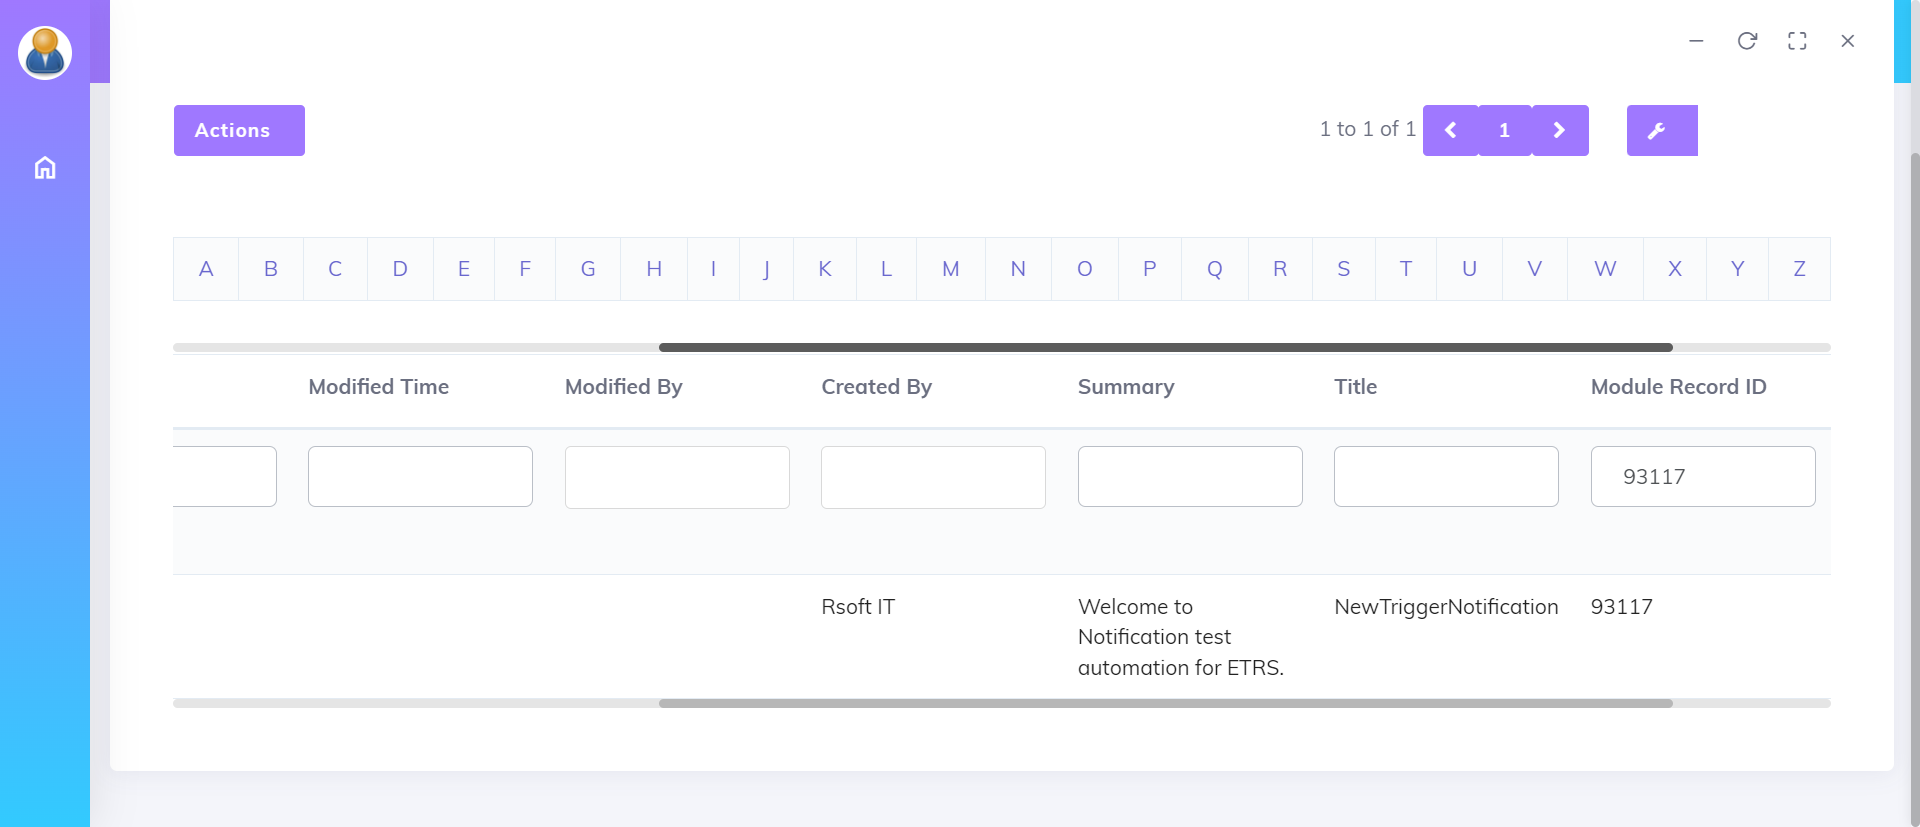 Actions
1 to 1 of 1
1
A B C D E F G H I J K L M N O P Q R S T U V W X Y Z
Modified Time Modified By Created By Summary Title Module Record ID
93117
Rsoft IT Welcome to NewTriggerNotification 93117
Notification test
automation for ETRS.